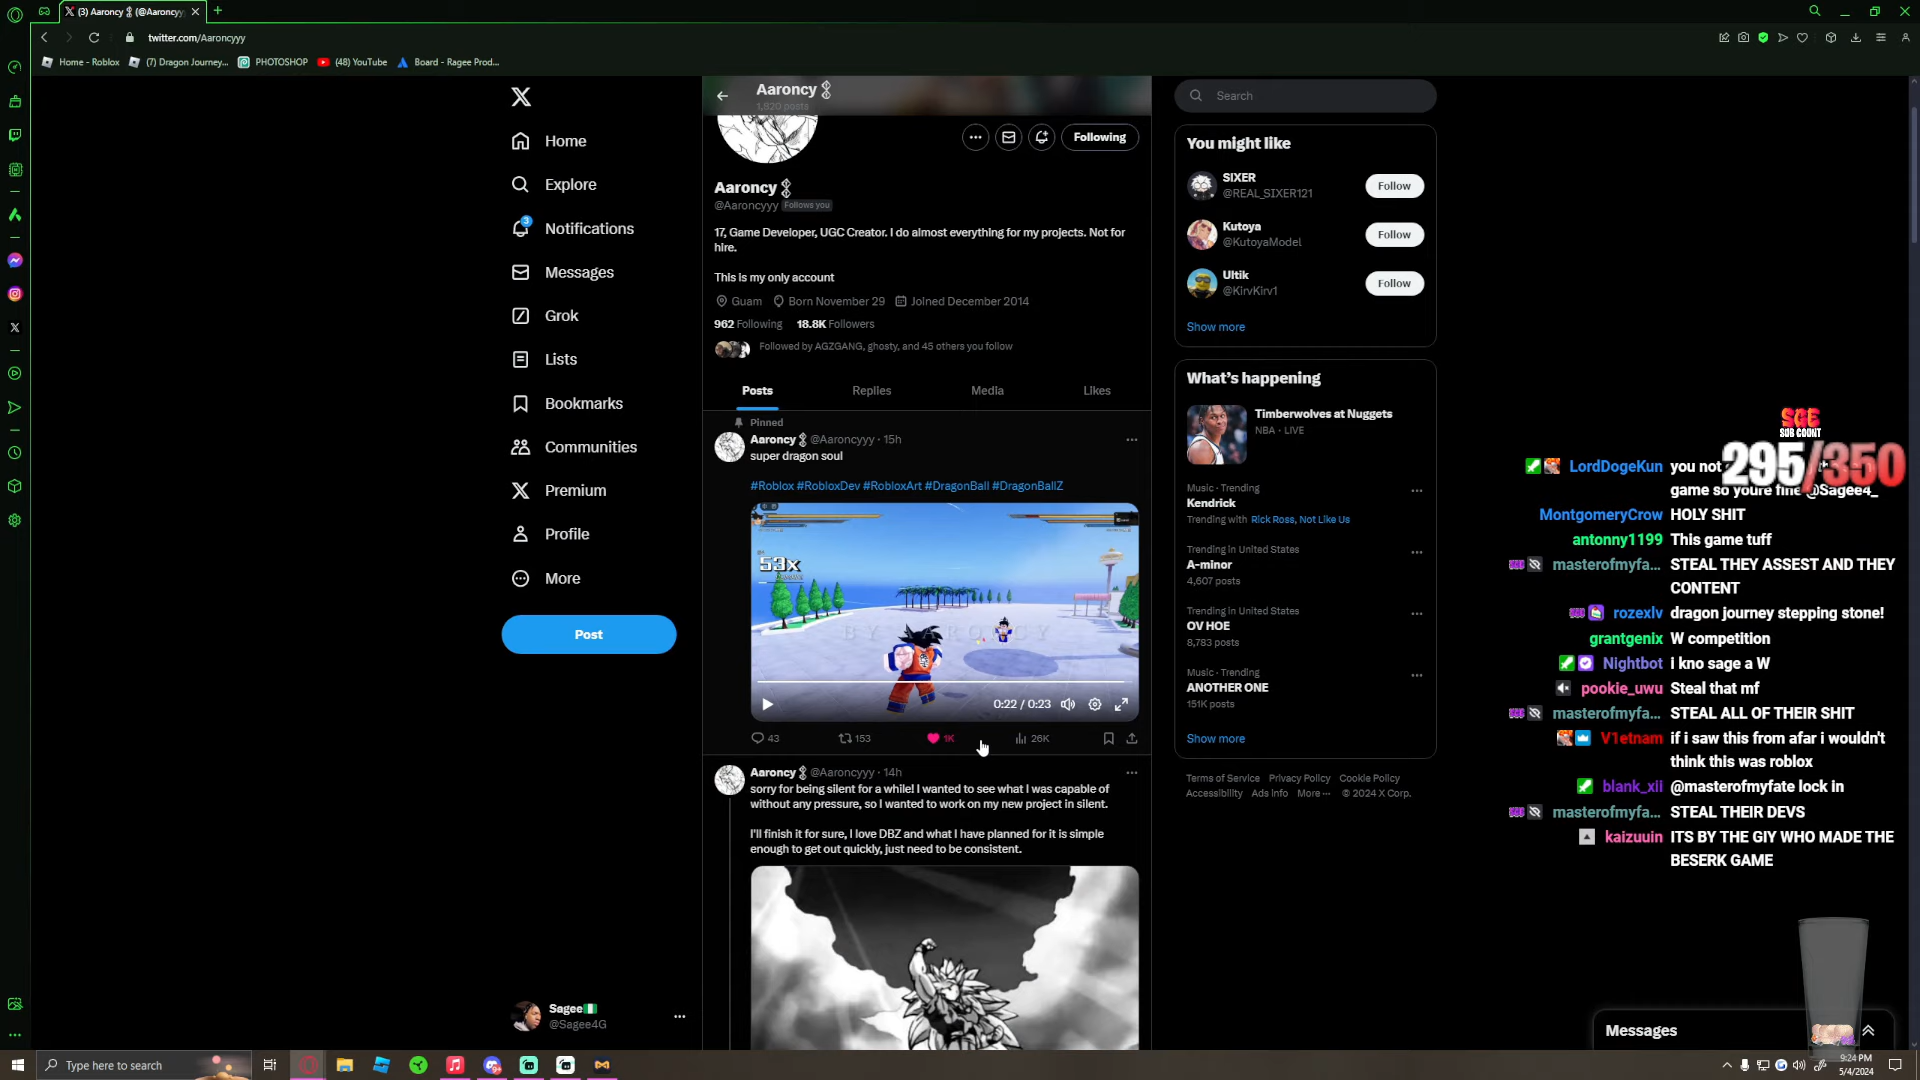 (3) Aaroncy (@Aaroncyy
twitter.com/Aaroncyyy
Home - Roblox
(7) Dragon Journey...
PHOTOSHOP
(48) YouTube
Board - Ragee Prod...
Home
Explore
3
Notifications
Messages
Grok
Lists
Bookmarks
Communities
Premium
Profile
More
Post
Sagee
@Sagee4G
Aaroncy
1,820 posts
Following
Aaroncy
@Aaroncyyy Follows you
17, Game Developer, UGC Creator. I do almost everything for my projects. Not for
hire.
This is my only account
Guam Born November 29 Joined December 2014
962 Following 18.8K Followers
Followed by AGZGANG, ghosty, and 45 others you follow
Posts Replies Media Likes
Pinned
Aaroncy @Aaroncyyy · 15h
super dragon soul
#Roblox #RobloxDev #RobloxArt #DragonBall #DragonBallZ
53x
BY AARONCY
0:22 / 0:23
43 153 1K 26K
Aaroncy @Aaroncyyy · 14h
sorry for being silent for a while! I wanted to see what I was capable of
without any pressure, so I wanted to work on my new project in silent.
I'll finish it for sure, I love DBZ and what I have planned for it is simple
enough to get out quickly, just need to be consistent.
Search
You might like
SIXER
@REAL_SIXER121
Follow
Kutoya
@KutoyaModel
Follow
Ultik
@KirvKirv1
Follow
Show more
What's happening
Timberwolves at Nuggets
NBA · LIVE
Music · Trending
Kendrick
Trending with Rick Ross, Not Like Us
Trending in United States
A-minor
4,607 posts
Trending in United States
OV HOE
8,783 posts
Music · Trending
ANOTHER ONE
151K posts
Show more
Terms of Service Privacy Policy Cookie Policy
Accessibility Ads info More ··· © 2024 X Corp.
SGE
SUB COUNT
295/350
LordDogeKun you not
game so youre fine @Sagee4_
MontgomeryCrow HOLY SHIT
antonny1199 This game tuff
masterofmyfa... STEAL THEY ASSEST AND THEY
CONTENT
rozexlv dragon journey stepping stone!
grantgenix W competition
Nightbot i kno sage a W
pookie_uwu Steal that mf
masterofmyfa... STEAL ALL OF THEIR SHIT
V1etnam if i saw this from afar i wouldn't
think this was roblox
blank_xii @masterofmyfate lock in
masterofmyfa... STEAL THEIR DEVS
kaizuuin ITS BY THE GIY WHO MADE THE
BESERK GAME
Messages
Type here to search
9:24 PM
5/4/2024